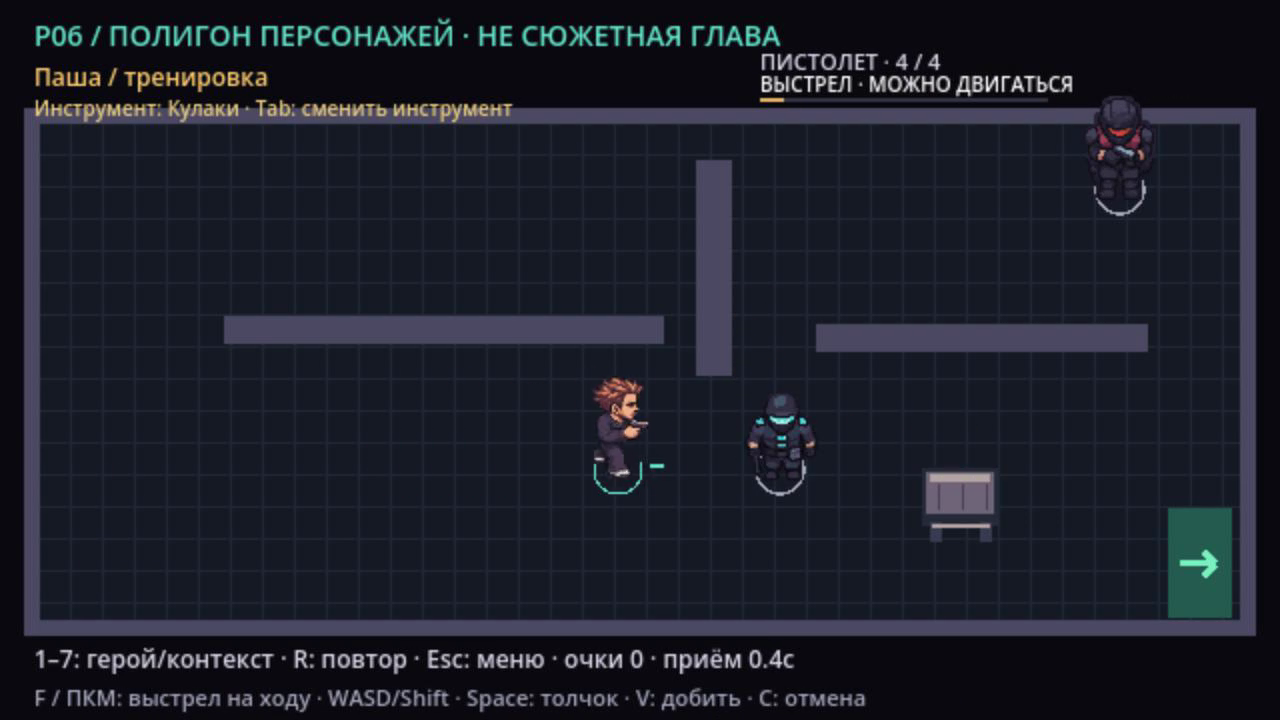 P06 / ПОЛИГОН ПЕРСОНАЖЕЙ · НЕ СЮЖЕТНАЯ ГЛАВА
ПИСТОЛЕТ · 4 / 4
Паша / тренировка
ВЫСТРЕЛ · МОЖНО ДВИГАТЬСЯ
Инструмент: Кулаки · Tab: сменить инструмент
1–7: герой/контекст · R: повтор · Esc: меню · очки 0 · приём 0.4с
F / ПКМ: выстрел на ходу · WASD/Shift · Space: толчок · V: добить · C: отмена